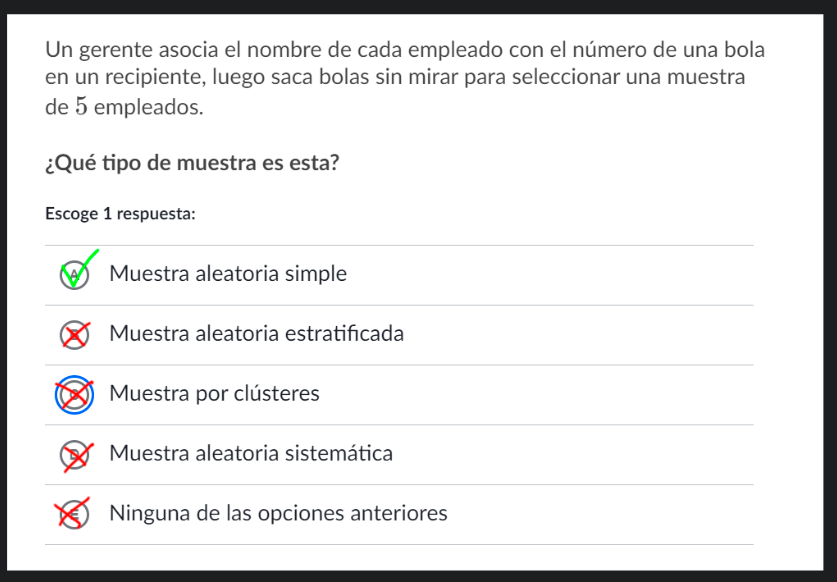 Un gerente asocia el nombre de cada empleado con el número de una bola
en un recipiente, luego saca bolas sin mirar para seleccionar una muestra
de 5 empleados.
¿Qué tipo de muestra es esta?
Escoge 1 respuesta:
A Muestra aleatoria simple
Muestra aleatoria estratificada
Muestra por clústeres
D Muestra aleatoria sistemática
E Ninguna de las opciones anteriores